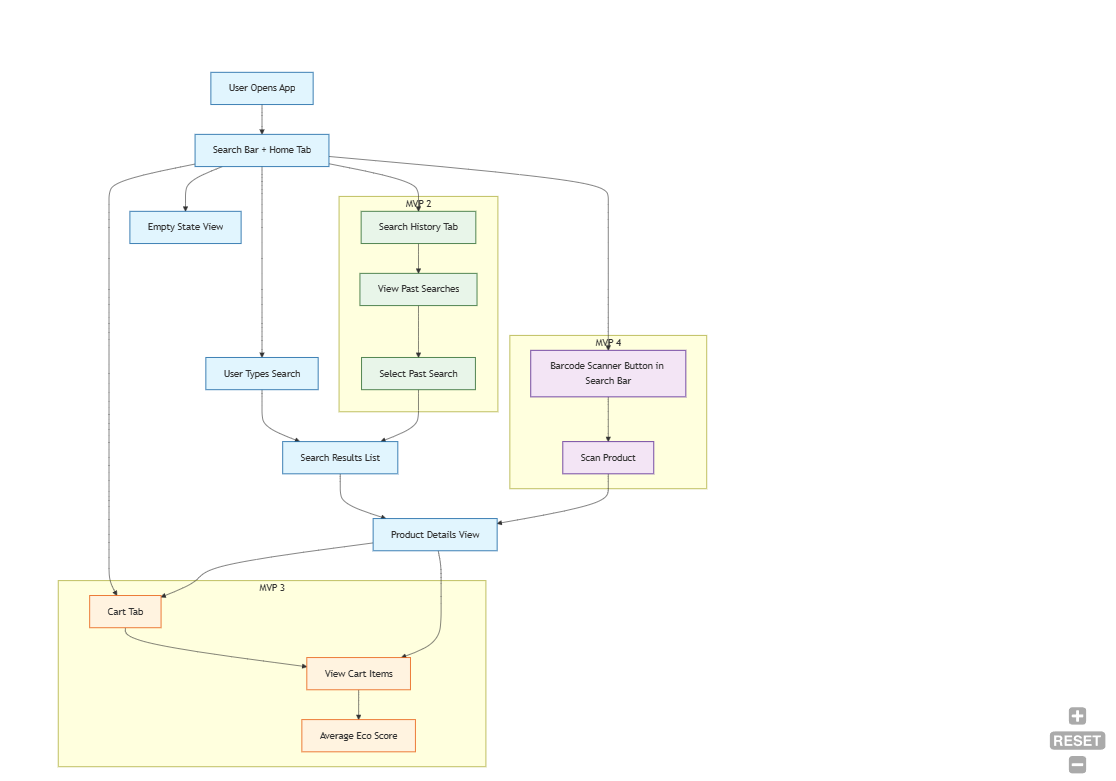 User Opens App
Search Bar + Home Tab
MVP 2
Empty State View
Search History Tab
View Past Searches
MVP 4
Barcode Scanner Button in
Search Bar
User Types Search
Select Past Search
Search Results List
Scan Product
Product Details View
MVP 3
Cart Tab
View Cart Items
Average Eco Score
+
RESET
−